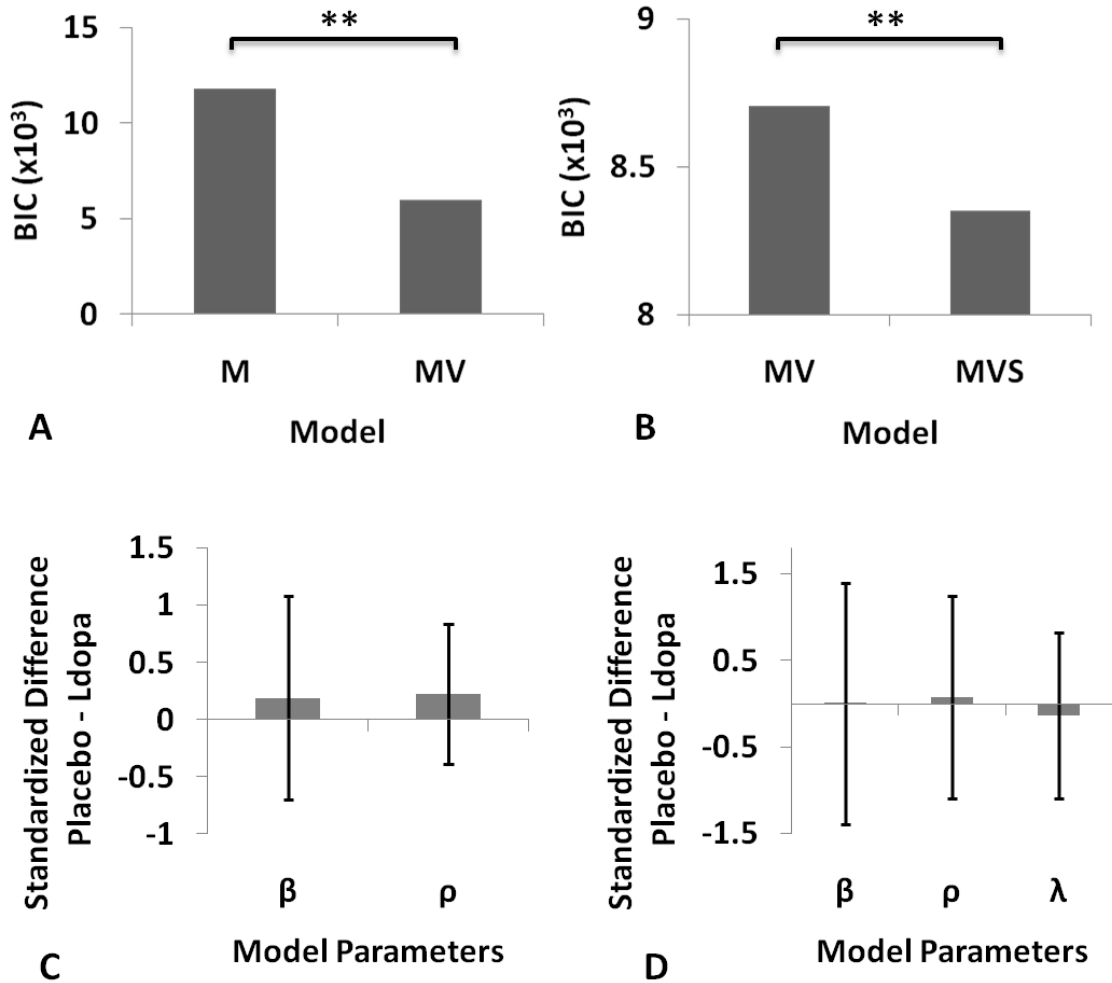 **
15
10
5
0
BIC (x10³)
M MV
Model
A
**
9
8.5
8
BIC (x10³)
MV MVS
Model
B
Standardized Difference
Placebo - Ldopa
1.5
1
0.5
0
-0.5
-1
β ρ
Model Parameters
C
Standardized Difference
Placebo - Ldopa
1.5
0.5
-0.5
-1.5
β ρ λ
Model Parameters
D